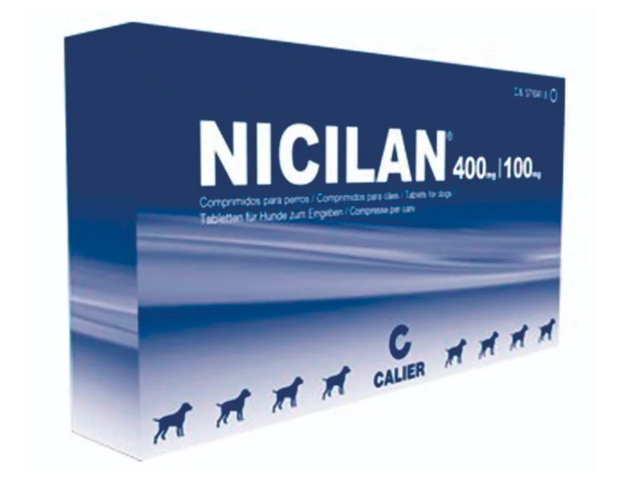 C.N.
NICILAN® 400mg | 100mg
Comprimidos para perros / Comprimidos para cães / Tablets for dogs /
Tabletten für Hunde zum Eingeben / Compresse per cani
C
CALIER